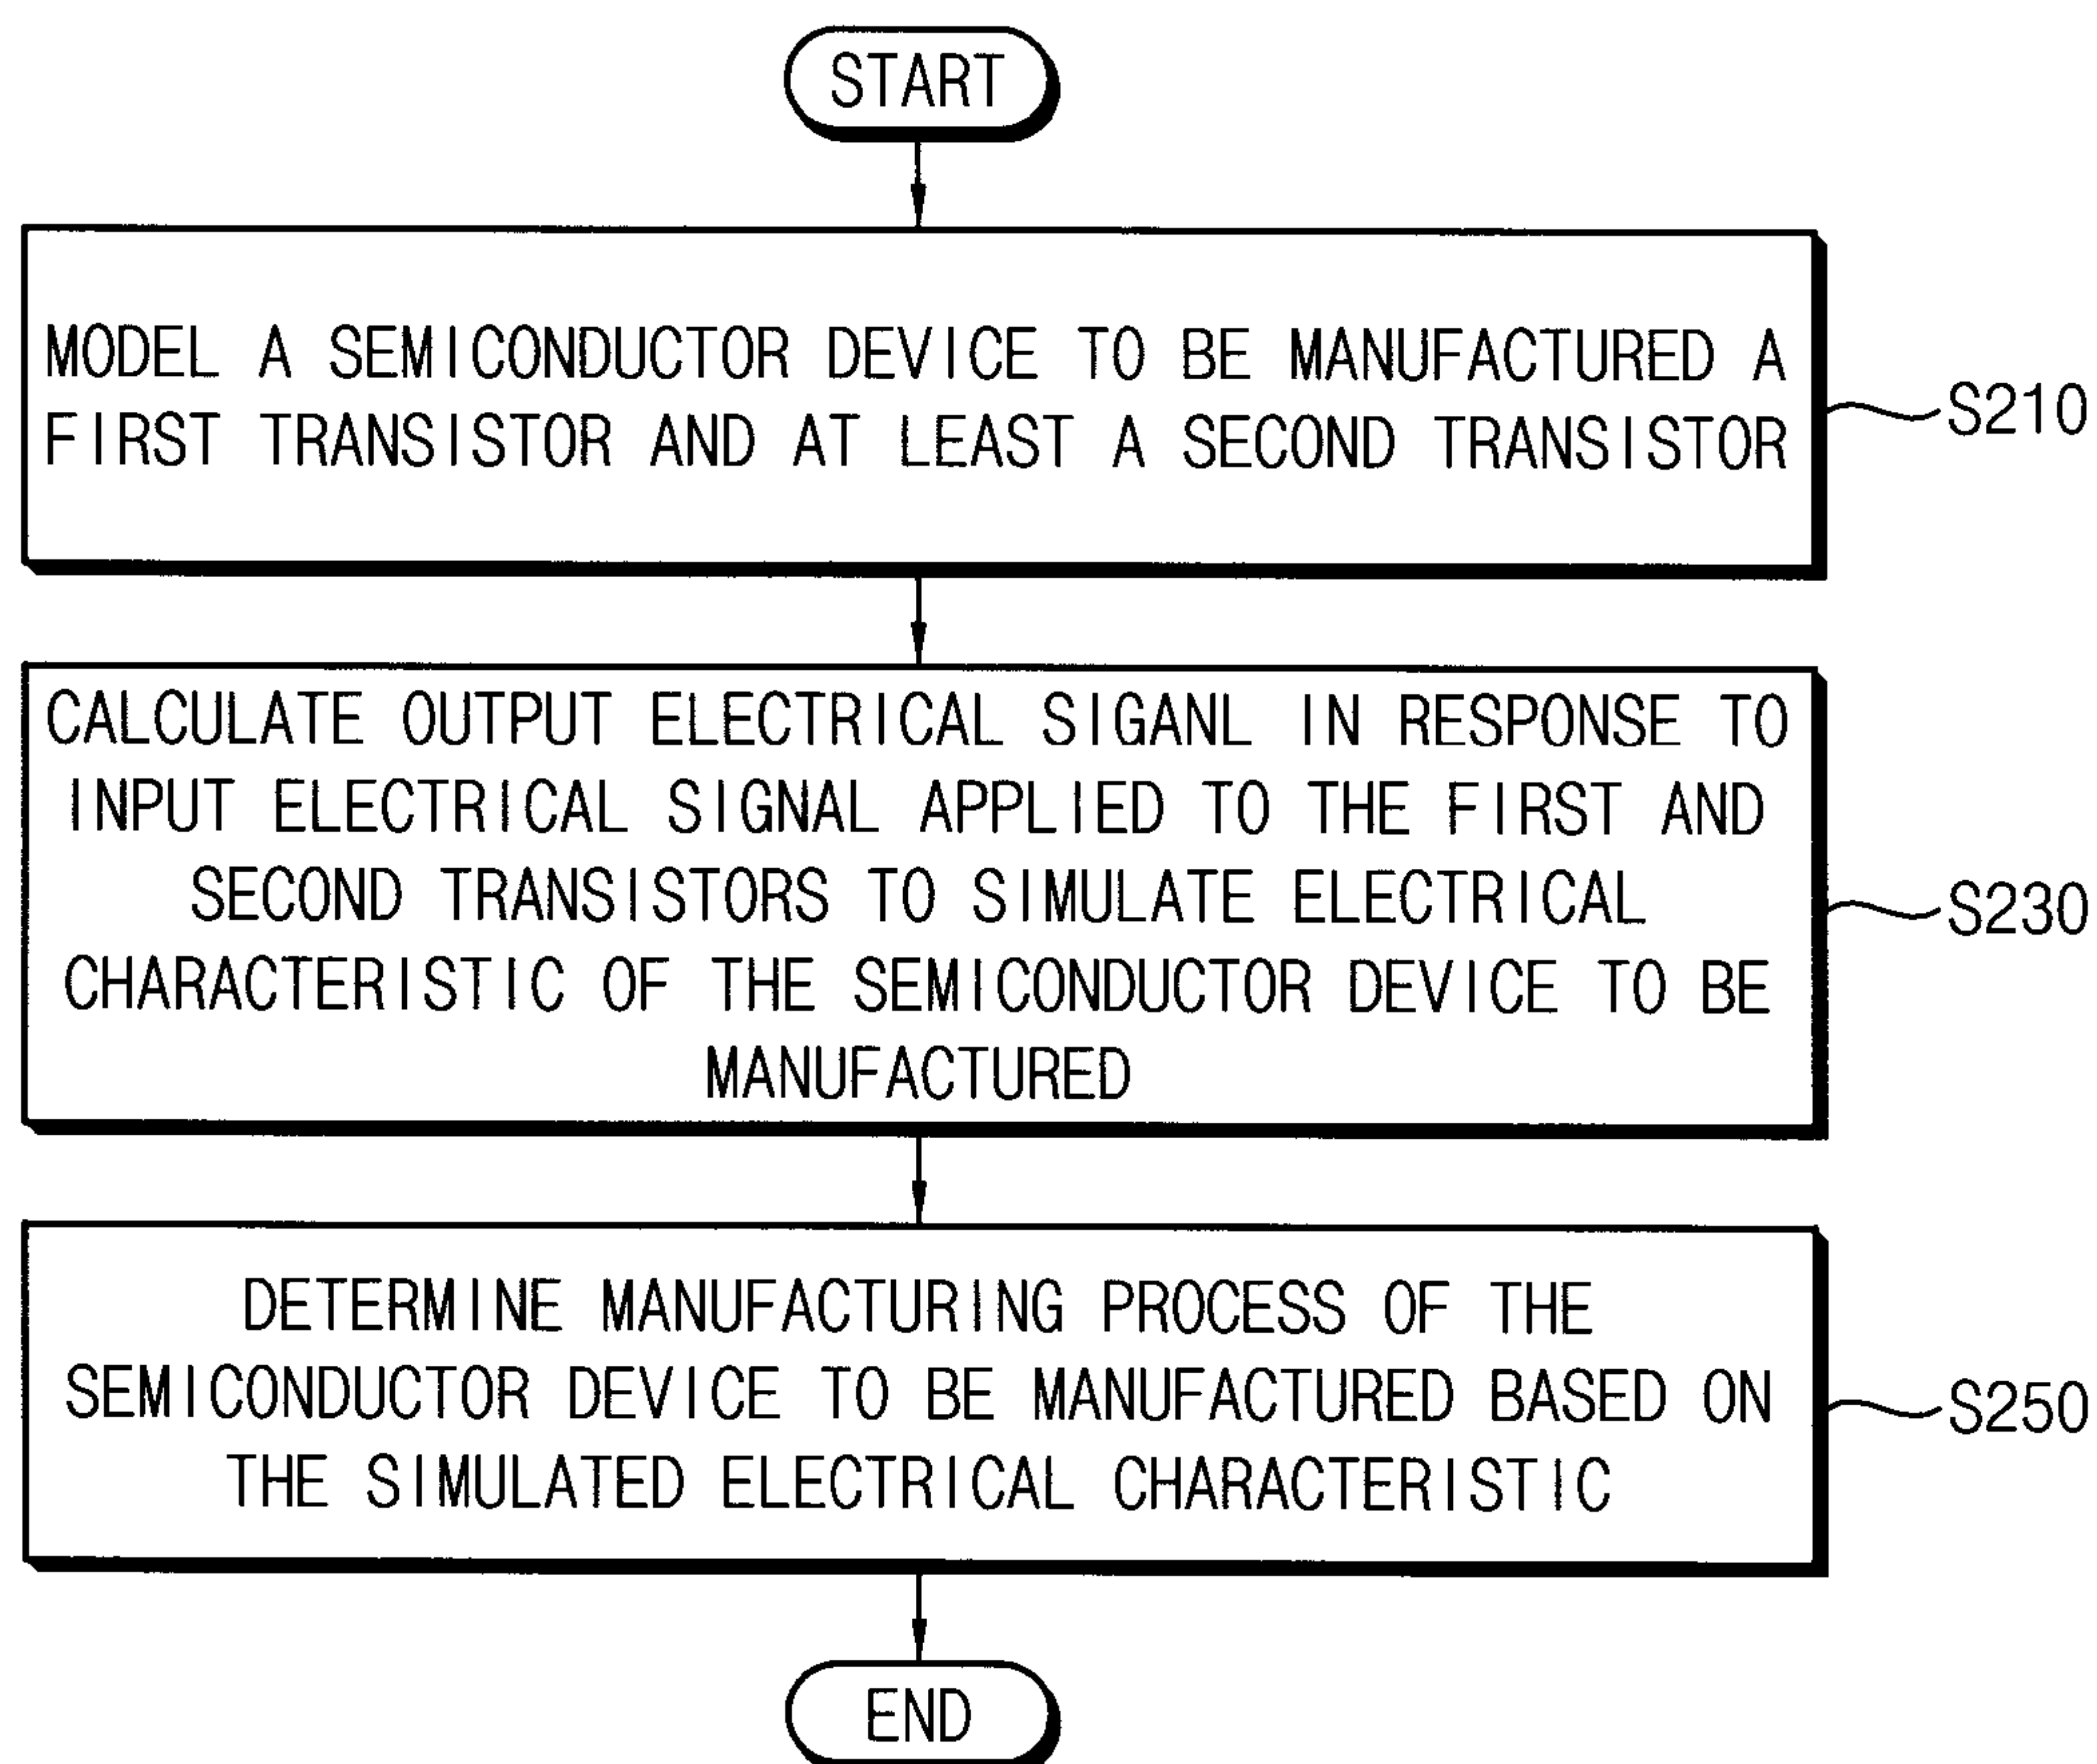 START
MODEL A SEMICONDUCTOR DEVICE TO BE MANUFACTURED A
FIRST TRANSISTOR AND AT LEAST A SECOND TRANSISTOR
S210
CALCULATE OUTPUT ELECTRICAL SIGANL IN RESPONSE TO
INPUT ELECTRICAL SIGNAL APPLIED TO THE FIRST AND
SECOND TRANSISTORS TO SIMULATE ELECTRICAL
CHARACTERISTIC OF THE SEMICONDUCTOR DEVICE TO BE
MANUFACTURED
S230
DETERMINE MANUFACTURING PROCESS OF THE
SEMICONDUCTOR DEVICE TO BE MANUFACTURED BASED ON
THE SIMULATED ELECTRICAL CHARACTERISTIC
S250
END